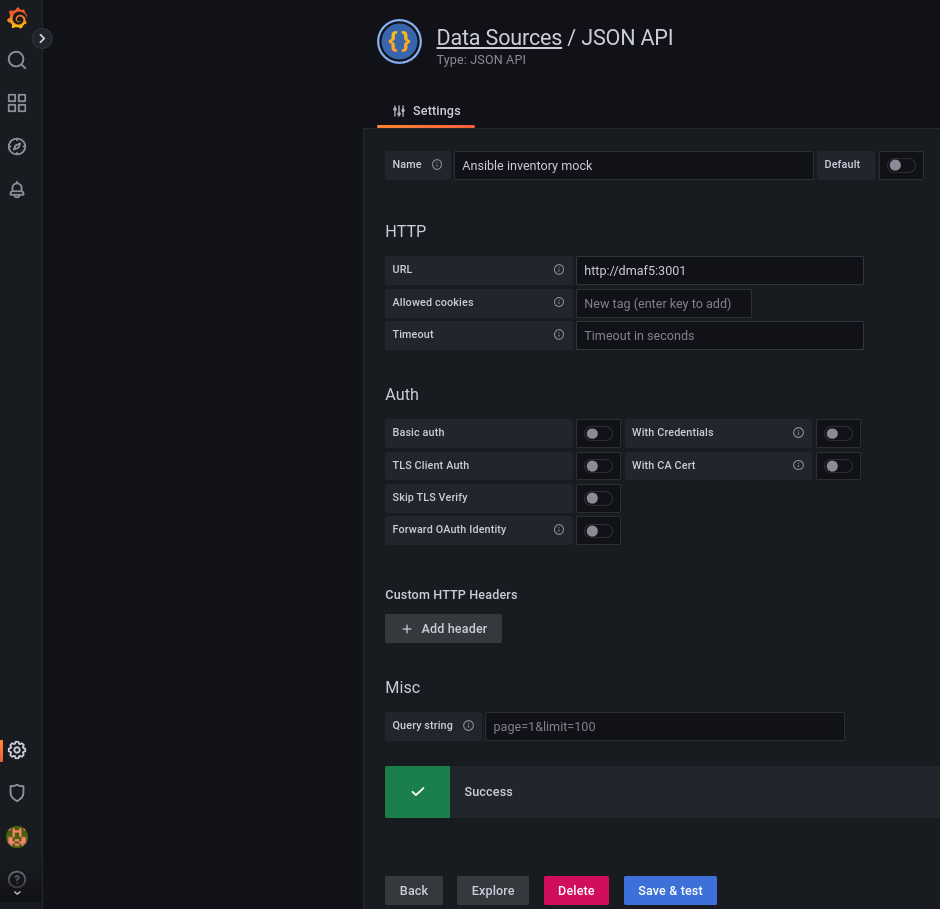 Data Sources / JSON API
Type: JSON API
Settings
Name Ansible inventory mock Default
HTTP
URL http://dmaf5:3001
Allowed cookies New tag (enter key to add)
Timeout Timeout in seconds
Auth
Basic auth With Credentials
TLS Client Auth With CA Cert
Skip TLS Verify
Forward OAuth Identity
Custom HTTP Headers
Add header
Misc
Query string page=1&limit=100
Success
Back Explore Delete Save & test